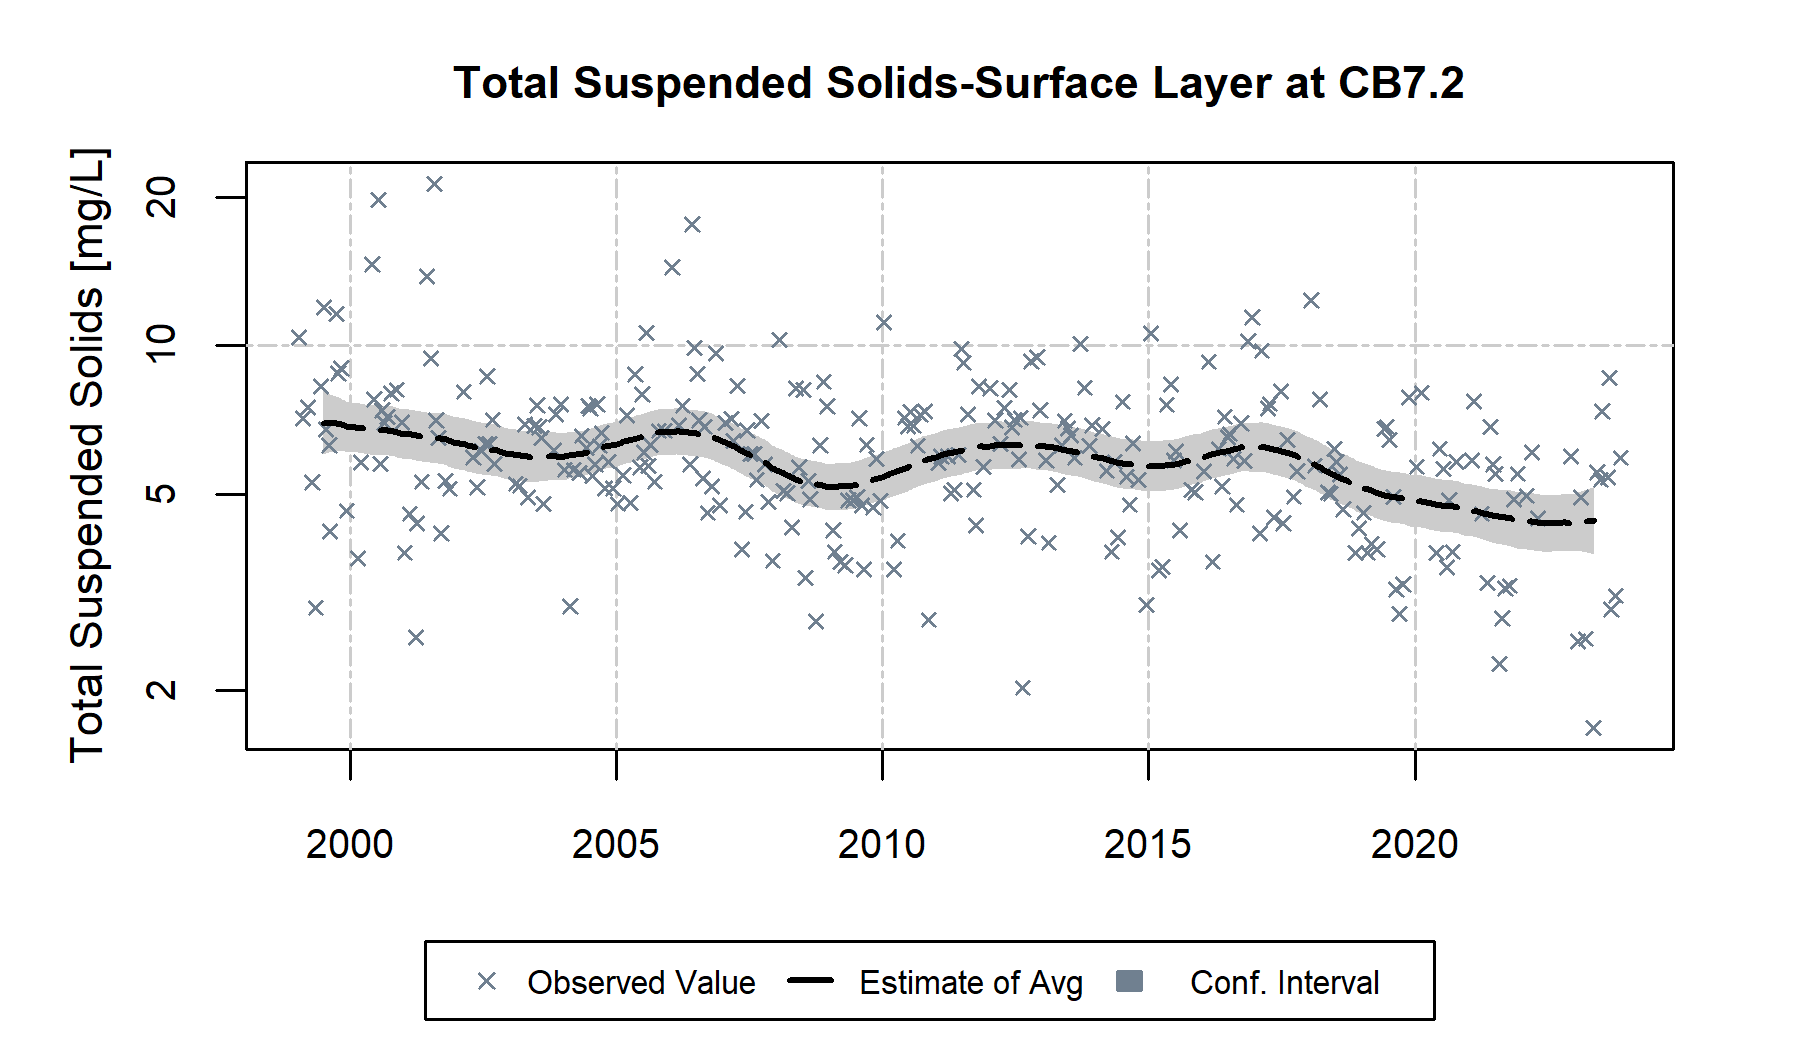 Total Suspended Solids-Surface Layer at CB7.2
Total Suspended Solids [mg/L]
20
10
5
2
2000 2005 2010 2015 2020
Observed Value Estimate of Avg Conf. Interval